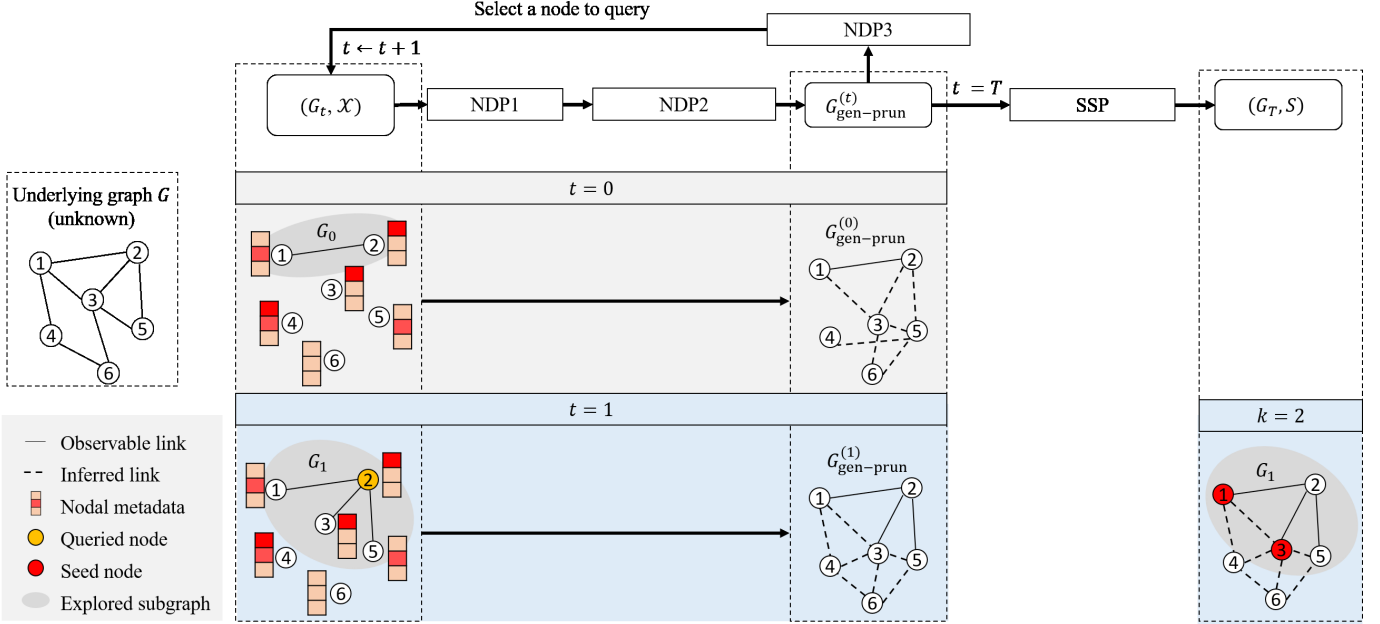 Select a node to query
NDP3
t ← t + 1
(G_t, 𝒳)
NDP1
NDP2
G_gen−prun^(t)
t = T
SSP
(G_T, S)
Underlying graph G
(unknown)
1
2
3
4
5
6
t = 0
G_0
1
2
3
4
5
6
G_gen−prun^(0)
1
2
3
4
5
6
t = 1
G_1
1
2
3
4
5
6
G_gen−prun^(1)
1
2
3
4
5
6
k = 2
G_1
1
2
3
4
5
6
Observable link
Inferred link
Nodal metadata
Queried node
Seed node
Explored subgraph